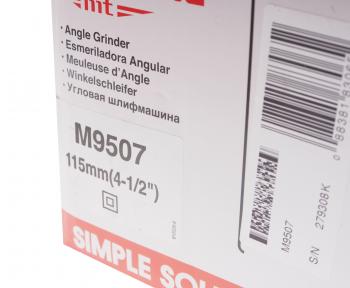 mt
· Angle Grinder
· Esmeriladora Angular
· Meuleuse d'Angle
· Winkelschleifer
· Угловая шлифмашина
M9507
115mm(4-1/2")
SIMPLE SOL
M9507
S/N 279308K
088381083065